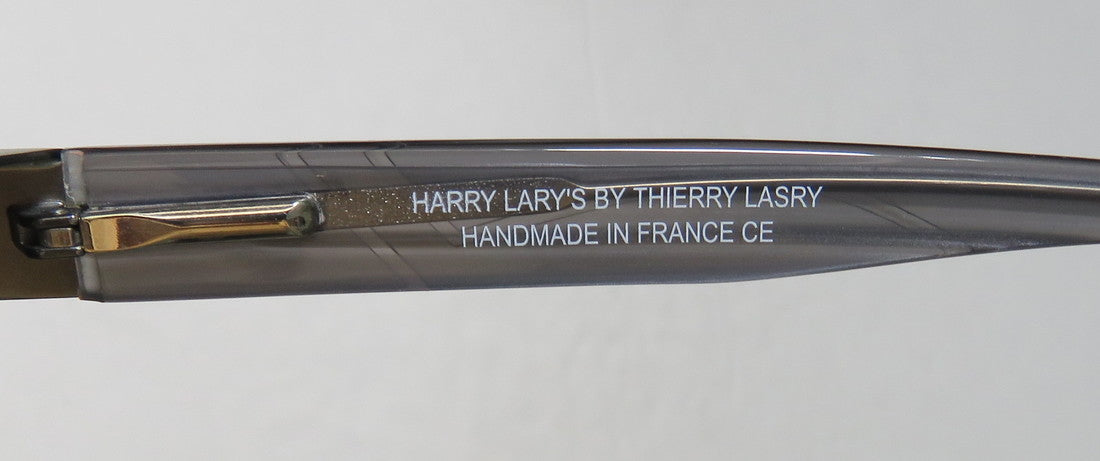 HARRY LARY'S BY THIERRY LASRY
HANDMADE IN FRANCE CE